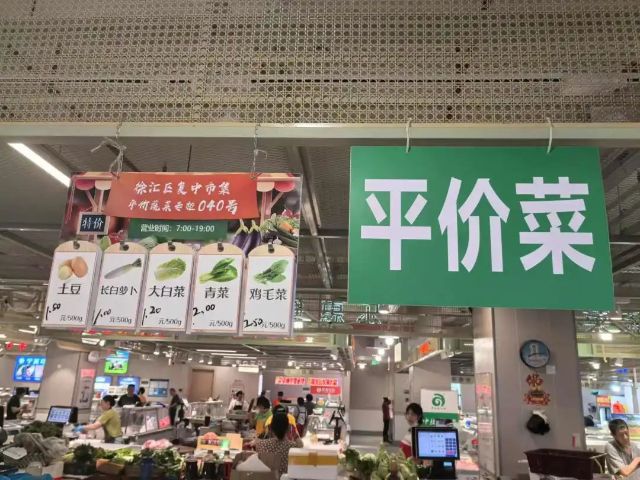 徐汇区复中市集
平价蔬菜专柜040号
特价
营业时间：7:00-19:00
土豆
1.50
元/500g
长白萝卜
1.00
元/500g
大白菜
1.20
元/500g
青菜
2.00
元/500g
鸡毛菜
2.50
元/500g
平价菜